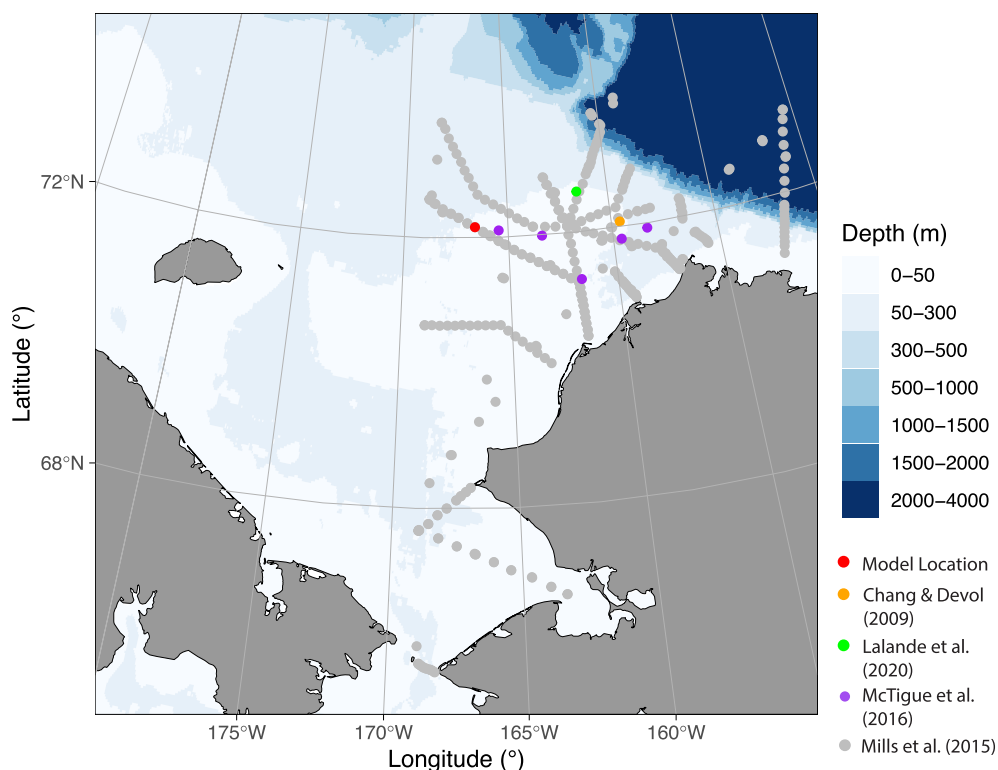 72°N
68°N
Latitude (°)
175°W
170°W
165°W
160°W
Longitude (°)
Depth (m)
0–50
50–300
300–500
500–1000
1000–1500
1500–2000
2000–4000
Model Location
Chang & Devol
(2009)
Lalande et al.
(2020)
McTigue et al.
(2016)
Mills et al. (2015)